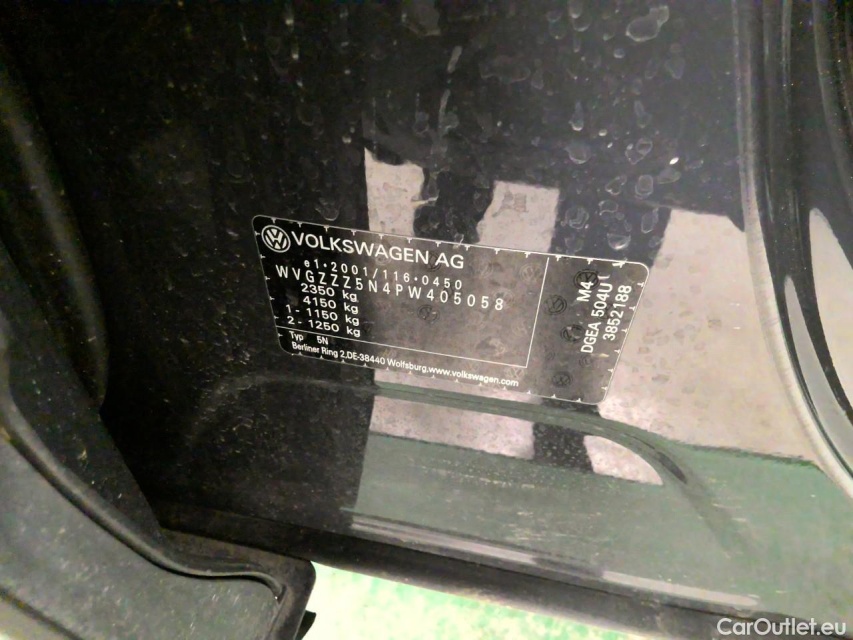 VOLKSWAGEN AG
e1*2001/116*0450
WVGZZZ5N4PW405058
2350 kg
4150 kg
1 - 1150 kg
2 - 1250 kg
Typ 5N
Berliner Ring 2,DE-38440 Wolfsburg,www.volkswagen.com
M41
DGEA 504U
3852188
CarOutlet.eu